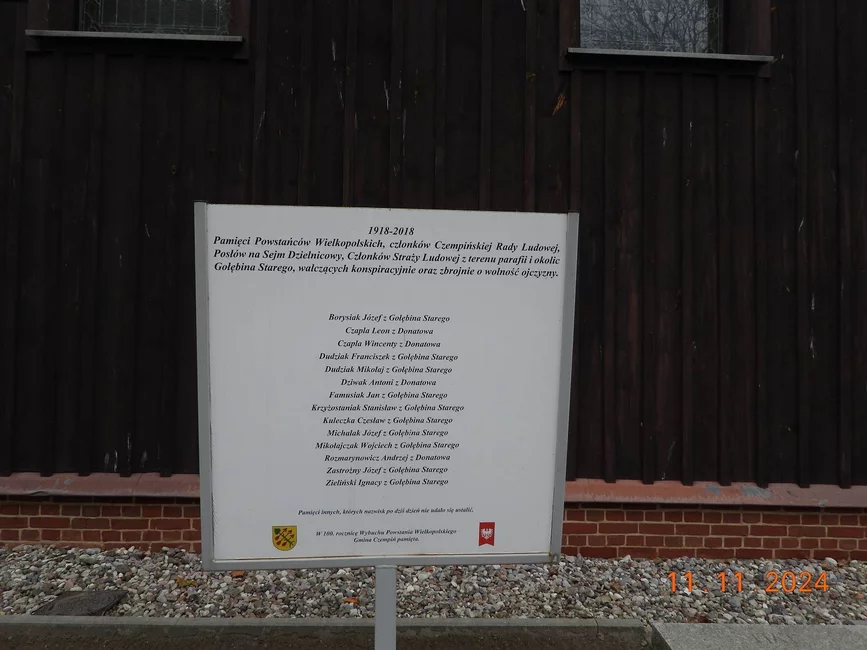 1918-2018
Pamięci Powstańców Wielkopolskich, członków Czempińskiej Rady Ludowej,
Posłów na Sejm Dzielnicowy, Członków Straży Ludowej z terenu parafii i okolic
Gołębina Starego, walczących konspiracyjnie oraz zbrojnie o wolność ojczyzny.
Borysiak Józef z Gołębina Starego
Czapla Leon z Donatowa
Czapla Wincenty z Donatowa
Dudziak Franciszek z Gołębina Starego
Dudziak Mikołaj z Gołębina Starego
Dziwak Antoni z Donatowa
Famusiak Jan z Gołębina Starego
Krzyżostaniak Stanisław z Gołębina Starego
Kuleczka Czesław z Gołębina Starego
Michalak Józef z Gołębina Starego
Mikołajczak Wojciech z Gołębina Starego
Rozmarynowicz Andrzej z Donatowa
Zastrożny Józef z Gołębina Starego
Zieliński Ignacy z Gołębina Starego
Pamięci innych, których nazwisk po dziś dzień nie udało się ustalić.
W 100. rocznicę Wybuchu Powstania Wielkopolskiego
Gmina Czempiń pamięta.
11.11.2024